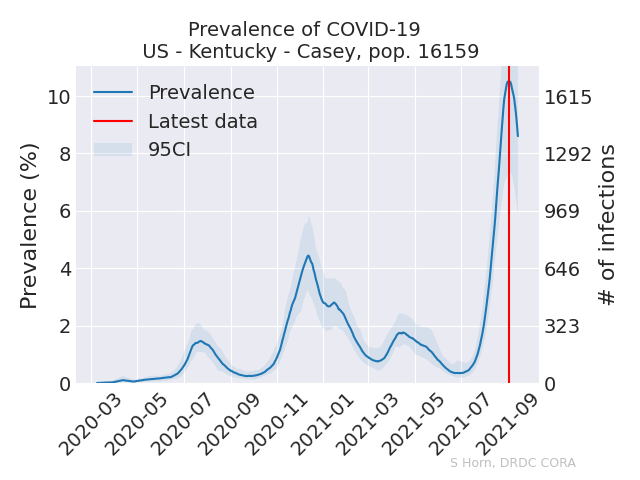 Prevalence of COVID-19
US - Kentucky - Casey, pop. 16159
Prevalence
Latest data
95CI
Prevalence (%)
10
8
6
4
2
0
1615
1292
969
646
323
0
# of infections
2020-03
2020-05
2020-07
2020-09
2020-11
2021-01
2021-03
2021-05
2021-07
2021-09
S Horn, DRDC CORA